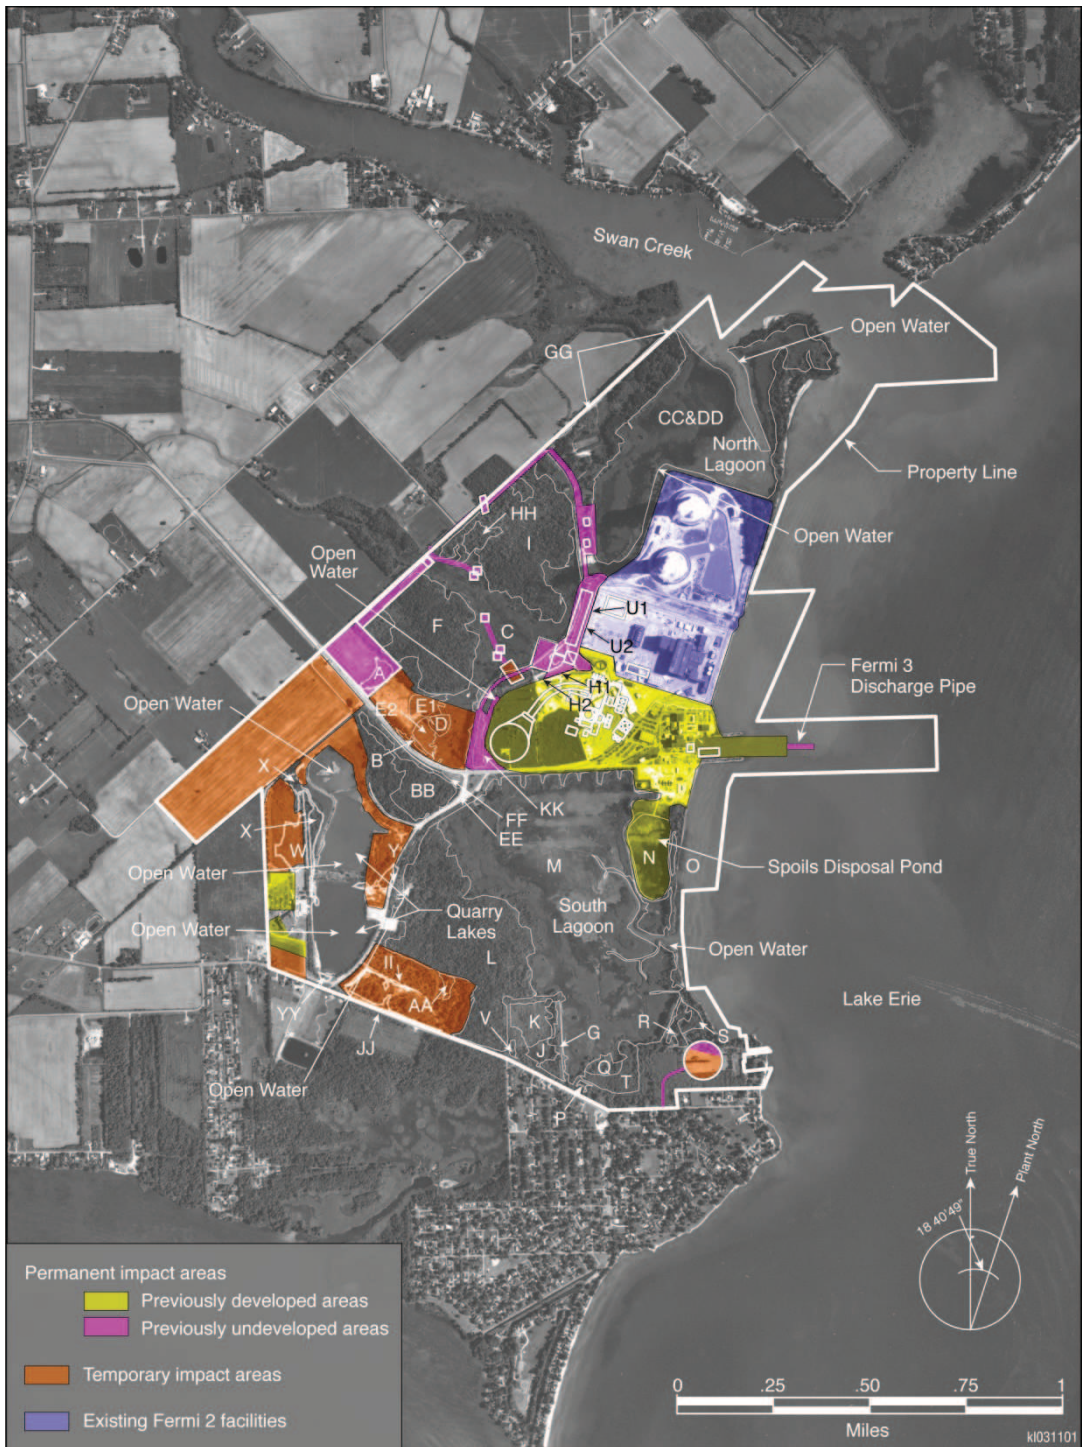 Swan Creek
Open Water
GG
CC&DD
North
Lagoon
Property Line
HH
I
Open Water
Open
Water
U1
F
C
U2
A
Fermi 3
Discharge Pipe
H1
H2
Open Water
E2
E1
D
B
X
BB
KK
FF
EE
X
W
Y
M
N
O
Spoils Disposal Pond
Open Water
Quarry
Lakes
South
Lagoon
Open Water
Open Water
L
II
AA
Lake Erie
YY
V
K
G
R
S
JJ
J
Q
T
Open Water
P
True North
Plant North
18 40'49"
Permanent impact areas
Previously developed areas
Previously undeveloped areas
Temporary impact areas
Existing Fermi 2 facilities
0 .25 .50 .75 1
Miles
kl031101